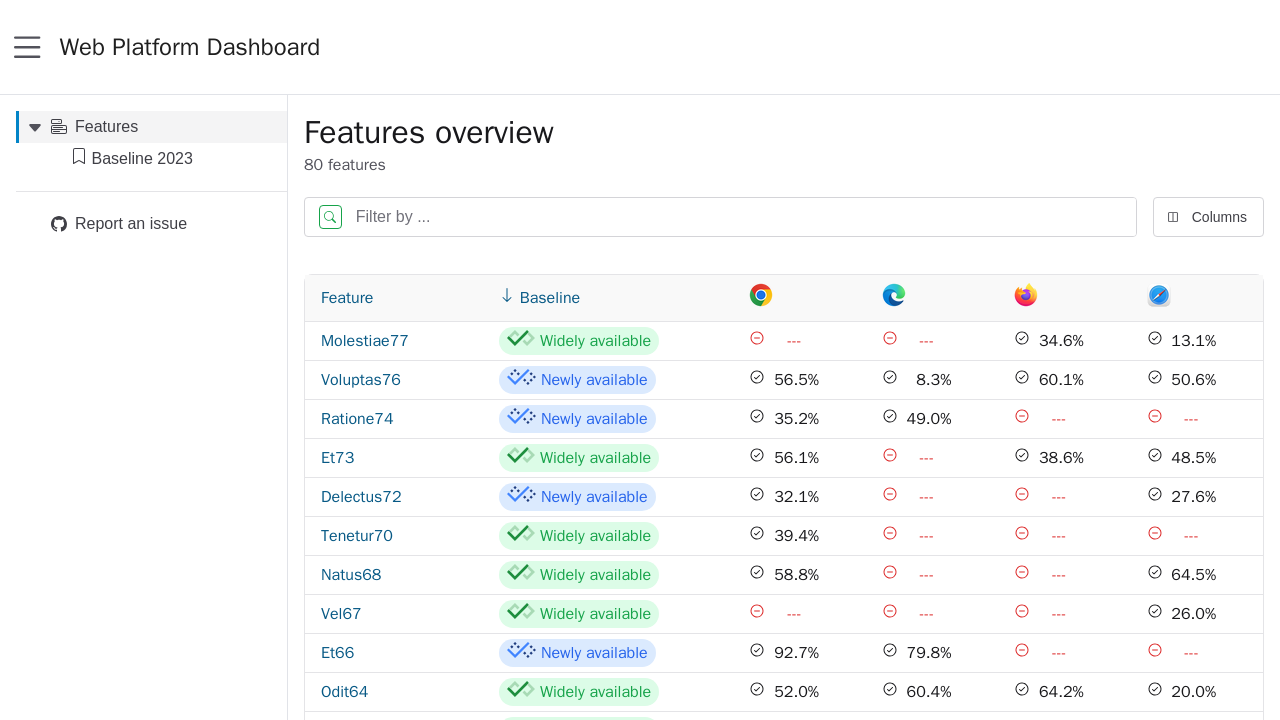 Web Platform Dashboard
Features
Baseline 2023
Report an issue
Features overview
80 features
Filter by ...
Columns
Feature Baseline
Molestiae77 Widely available --- --- 34.6% 13.1%
Voluptas76 Newly available 56.5% 8.3% 60.1% 50.6%
Ratione74 Newly available 35.2% 49.0% --- ---
Et73 Widely available 56.1% --- 38.6% 48.5%
Delectus72 Newly available 32.1% --- --- 27.6%
Tenetur70 Widely available 39.4% --- --- ---
Natus68 Widely available 58.8% --- --- 64.5%
Vel67 Widely available --- --- --- 26.0%
Et66 Newly available 92.7% 79.8% --- ---
Odit64 Widely available 52.0% 60.4% 64.2% 20.0%